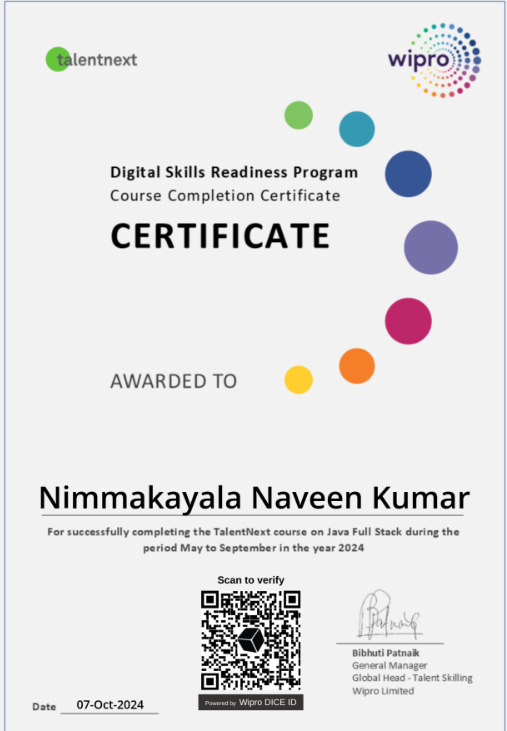 talentnext
wipro
Digital Skills Readiness Program
Course Completion Certificate
CERTIFICATE
AWARDED TO
Nimmakayala Naveen Kumar
For successfully completing the TalentNext course on Java Full Stack during the
period May to September in the year 2024
Scan to verify
Powered by Wipro DICE ID
Bibhuti Patnaik
General Manager
Global Head - Talent Skilling
Wipro Limited
Date 07-Oct-2024